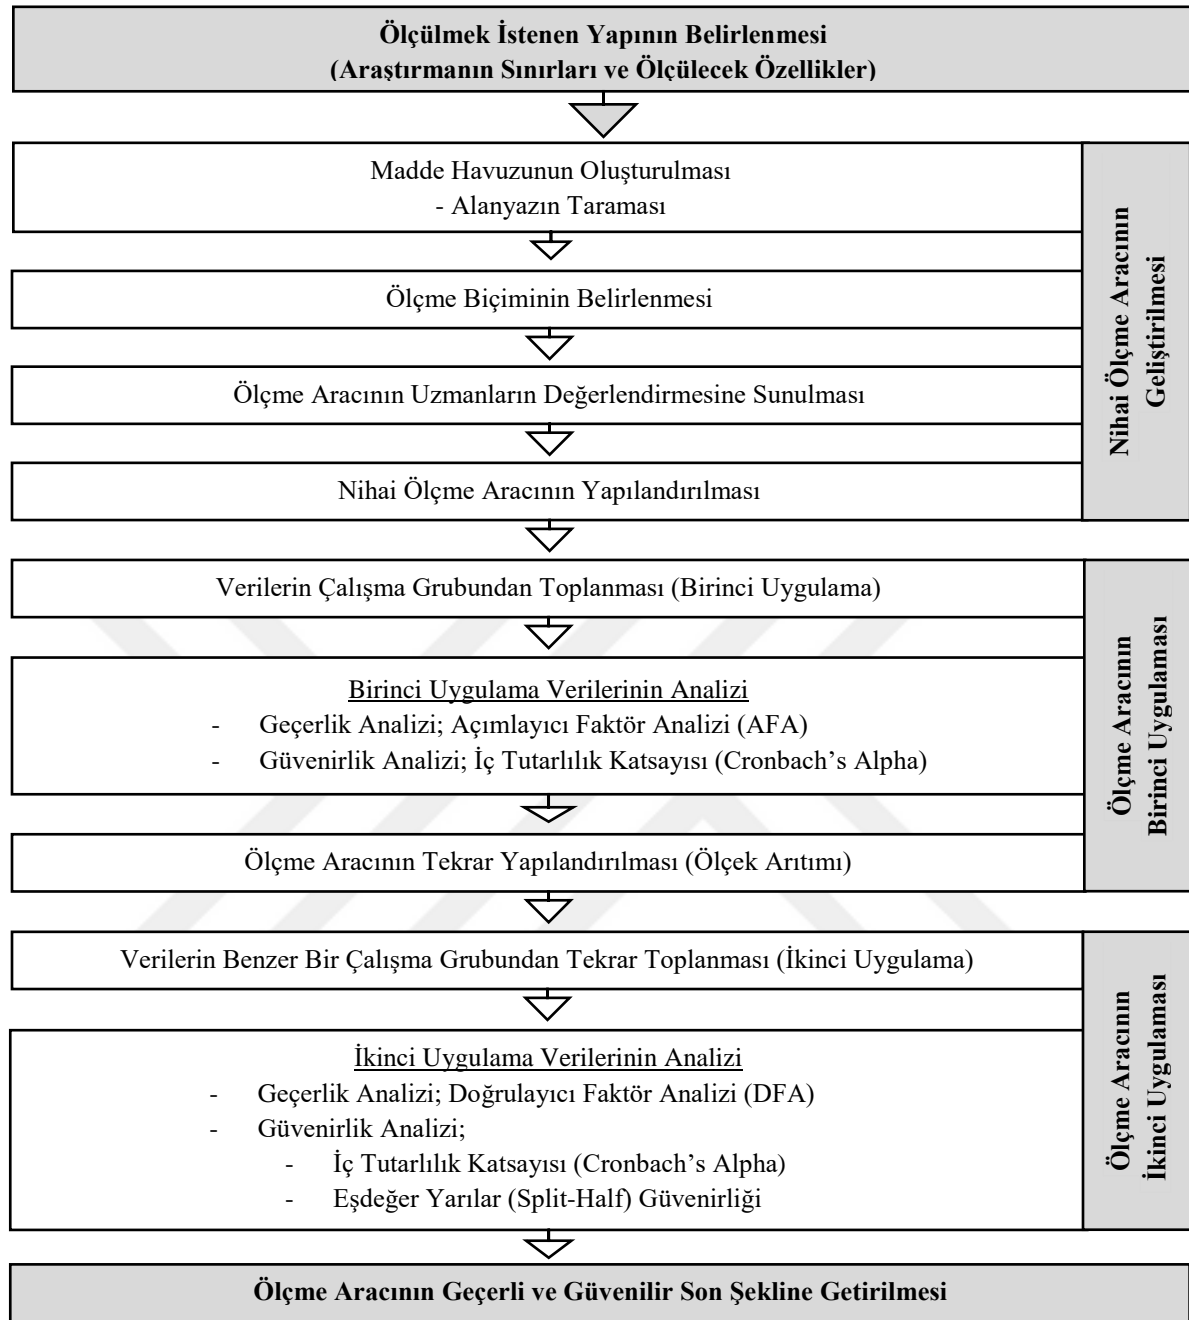 Ölçülmek İstenen Yapının Belirlenmesi
(Araştırmanın Sınırları ve Ölçülecek Özellikler)
Madde Havuzunun Oluşturulması
- Alanyazın Taraması
Ölçme Biçiminin Belirlenmesi
Ölçme Aracının Uzmanların Değerlendirmesine Sunulması
Nihai Ölçme Aracının Yapılandırılması
Nihai Ölçme Aracının
Geliştirilmesi
Verilerin Çalışma Grubundan Toplanması (Birinci Uygulama)
Birinci Uygulama Verilerinin Analizi
- Geçerlik Analizi; Açımlayıcı Faktör Analizi (AFA)
- Güvenirlik Analizi; İç Tutarlılık Katsayısı (Cronbach’s Alpha)
Ölçme Aracının Tekrar Yapılandırılması (Ölçek Arıtımı)
Ölçme Aracının
Birinci Uygulaması
Verilerin Benzer Bir Çalışma Grubundan Tekrar Toplanması (İkinci Uygulama)
İkinci Uygulama Verilerinin Analizi
- Geçerlik Analizi; Doğrulayıcı Faktör Analizi (DFA)
- Güvenirlik Analizi;
- İç Tutarlılık Katsayısı (Cronbach’s Alpha)
- Eşdeğer Yarılar (Split-Half) Güvenirliği
Ölçme Aracının
İkinci Uygulaması
Ölçme Aracının Geçerli ve Güvenilir Son Şekline Getirilmesi